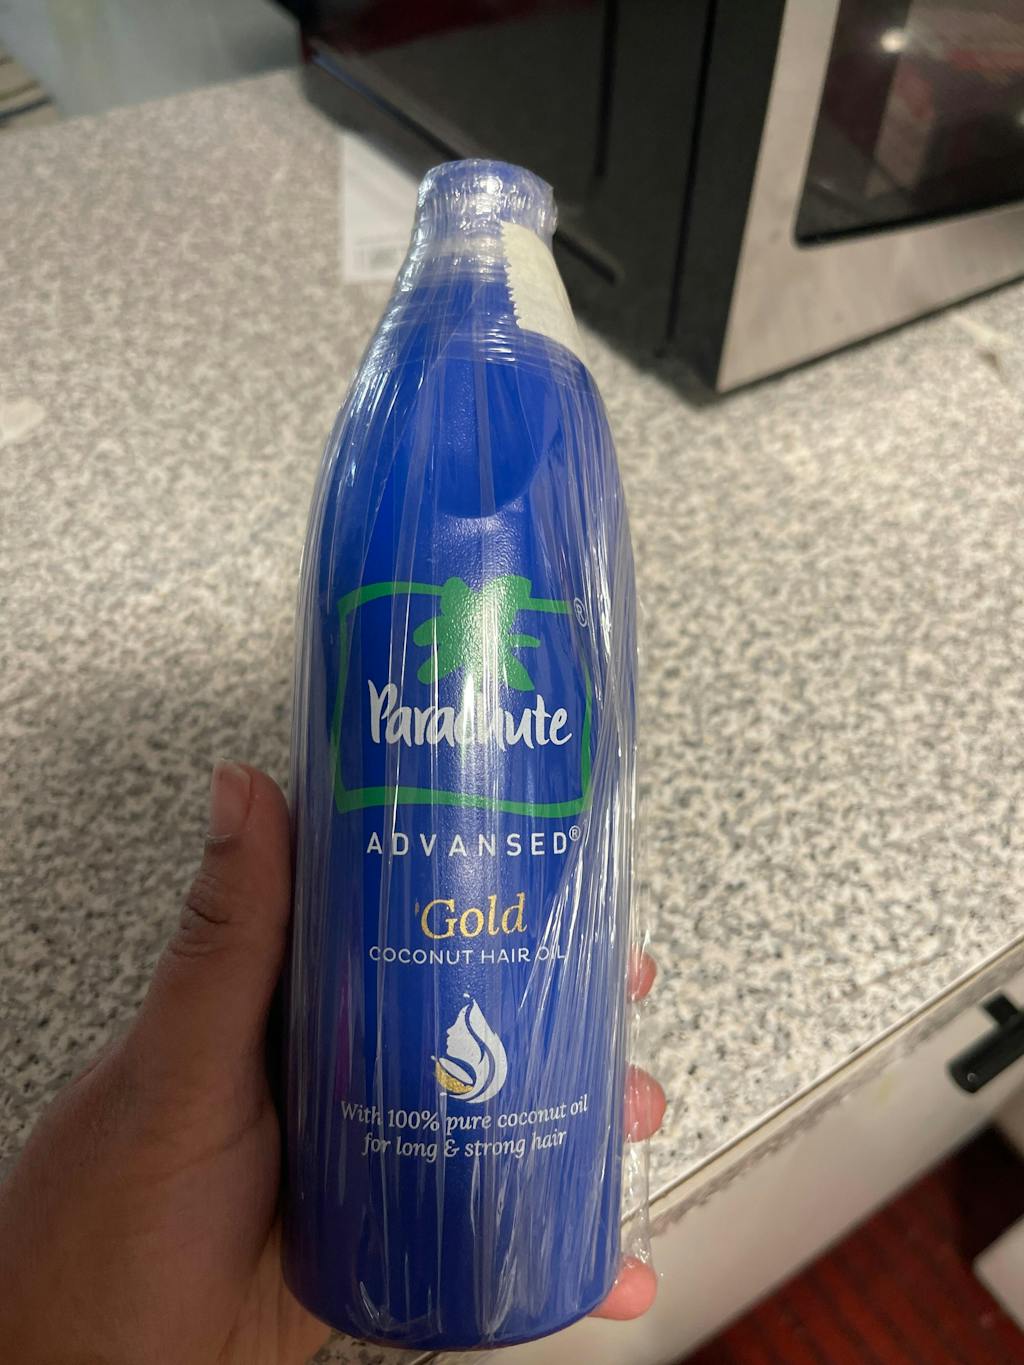 Parachute
®
ADVANSED®
Gold
COCONUT HAIR OIL
With 100% pure coconut oil
for long & strong hair